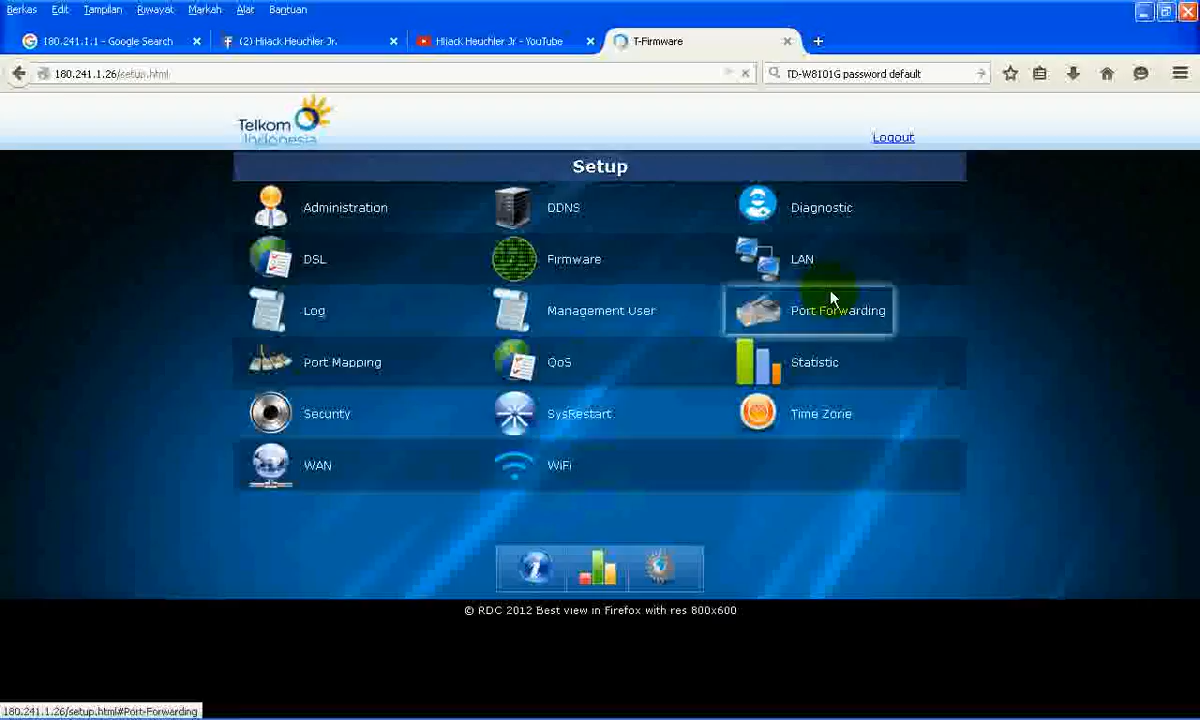 Berkas Edit Tampilan Riwayat Markah Alat Bantuan
180.241.1.1 - Google Search (2) Hijack Heuchler Jr. Hijack Heuchler Jr - YouTube T-Firmware
180.241.1.26/setup.html TD-W8101G password default
Telkom
Indonesia
Logout
Setup
Administration DDNS Diagnostic
DSL Firmware LAN
Log Management User Port Forwarding
Port Mapping QoS Statistic
Security SysRestart Time Zone
WAN WiFi
© RDC 2012 Best view in Firefox with res 800x600
180.241.1.26/setup.html#Port-Forwarding